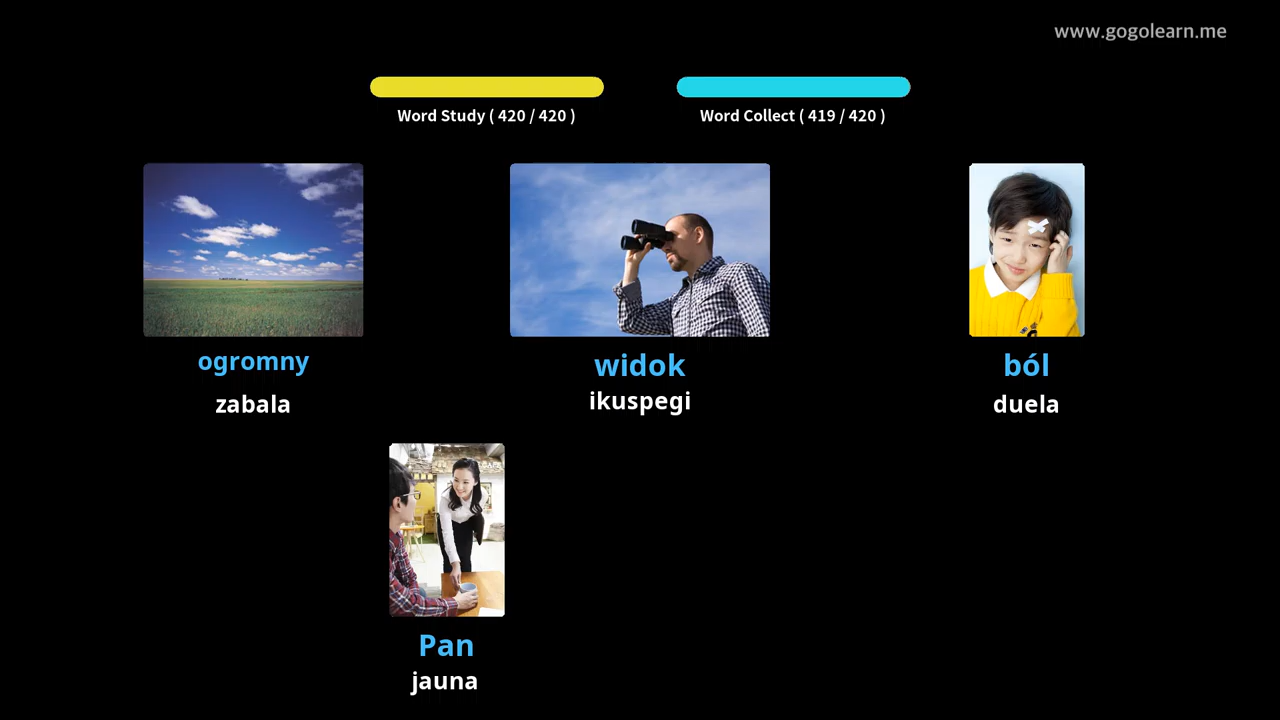 www.gogolearn.me
Word Study ( 420 / 420 )
Word Collect ( 419 / 420 )
ogromny
zabala
widok
ikuspegi
ból
duela
Pan
jauna